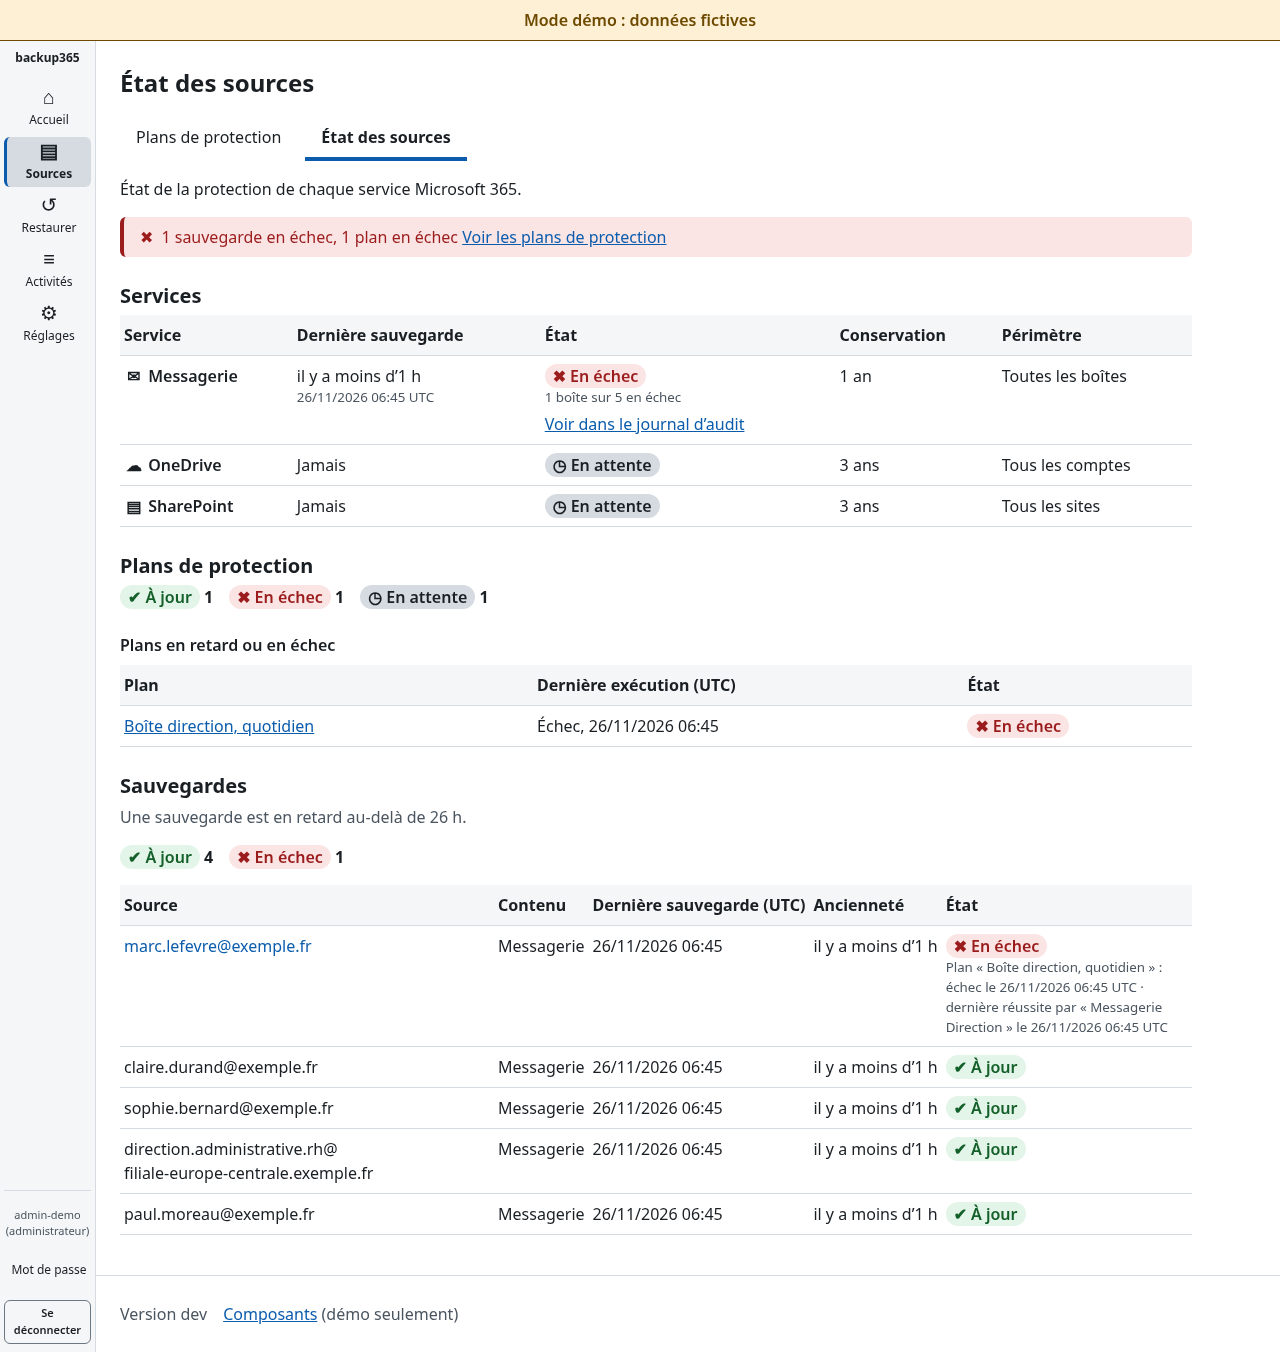 Mode démo : données fictives
backup365
Accueil
Sources
Restaurer
Activités
Réglages
admin-demo
(administrateur)
Mot de passe
Se
déconnecter
État des sources
Plans de protection État des sources
État de la protection de chaque service Microsoft 365.
✖ 1 sauvegarde en échec, 1 plan en échec Voir les plans de protection
Services
Service Dernière sauvegarde État Conservation Périmètre
✉ Messagerie il y a moins d’1 h ✖ En échec 1 an Toutes les boîtes
26/11/2026 06:45 UTC 1 boîte sur 5 en échec
Voir dans le journal d’audit
☁ OneDrive Jamais ◷ En attente 3 ans Tous les comptes
▤ SharePoint Jamais ◷ En attente 3 ans Tous les sites
Plans de protection
✔ À jour 1 ✖ En échec 1 ◷ En attente 1
Plans en retard ou en échec
Plan Dernière exécution (UTC) État
Boîte direction, quotidien Échec, 26/11/2026 06:45 ✖ En échec
Sauvegardes
Une sauvegarde est en retard au-delà de 26 h.
✔ À jour 4 ✖ En échec 1
Source Contenu Dernière sauvegarde (UTC) Ancienneté État
marc.lefevre@exemple.fr Messagerie 26/11/2026 06:45 il y a moins d’1 h ✖ En échec
Plan « Boîte direction, quotidien » :
échec le 26/11/2026 06:45 UTC ·
dernière réussite par « Messagerie
Direction » le 26/11/2026 06:45 UTC
claire.durand@exemple.fr Messagerie 26/11/2026 06:45 il y a moins d’1 h ✔ À jour
sophie.bernard@exemple.fr Messagerie 26/11/2026 06:45 il y a moins d’1 h ✔ À jour
direction.administrative.rh@ Messagerie 26/11/2026 06:45 il y a moins d’1 h ✔ À jour
filiale-europe-centrale.exemple.fr
paul.moreau@exemple.fr Messagerie 26/11/2026 06:45 il y a moins d’1 h ✔ À jour
Version dev Composants (démo seulement)